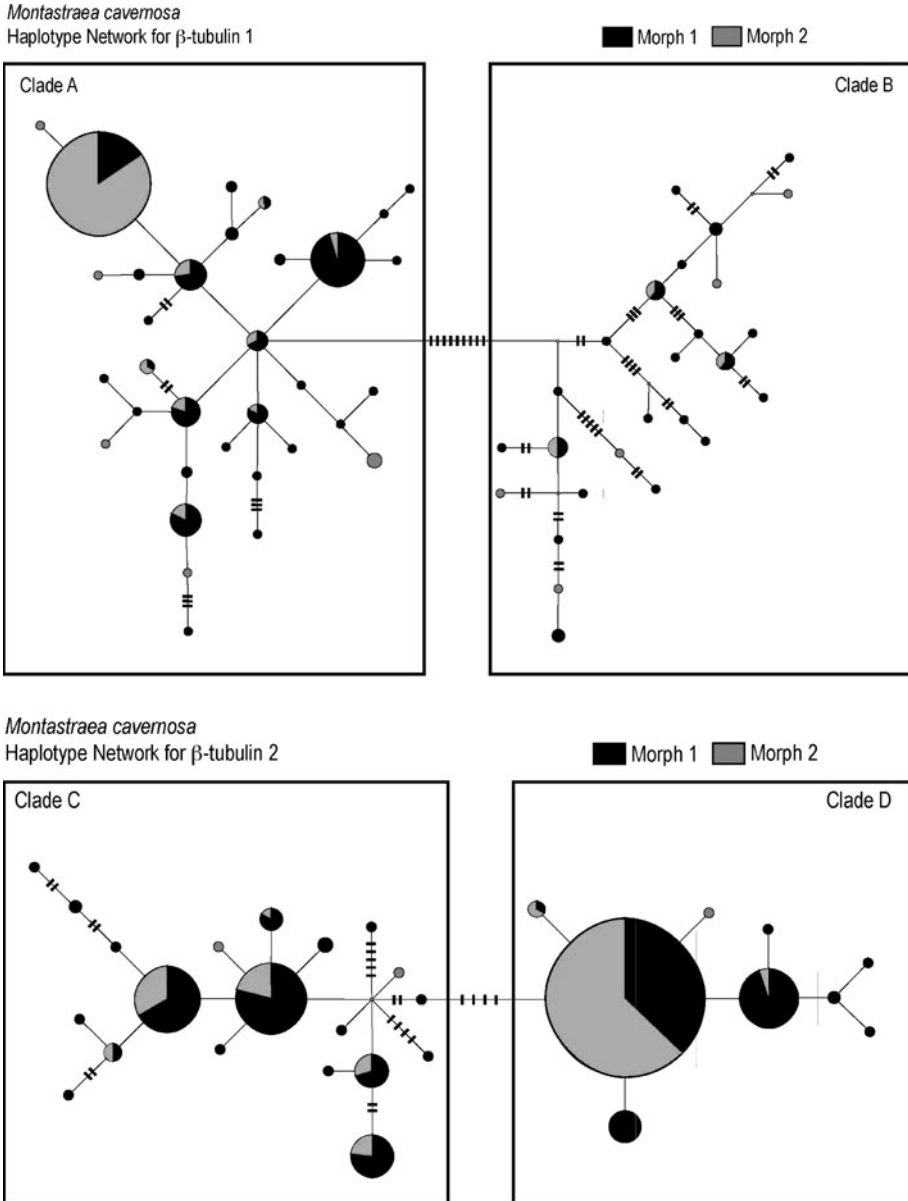 Montastraea cavernosa
Haplotype Network for β-tubulin 1
Morph 1 Morph 2
Clade A
Clade B
Montastraea cavernosa
Haplotype Network for β-tubulin 2
Morph 1 Morph 2
Clade C
Clade D